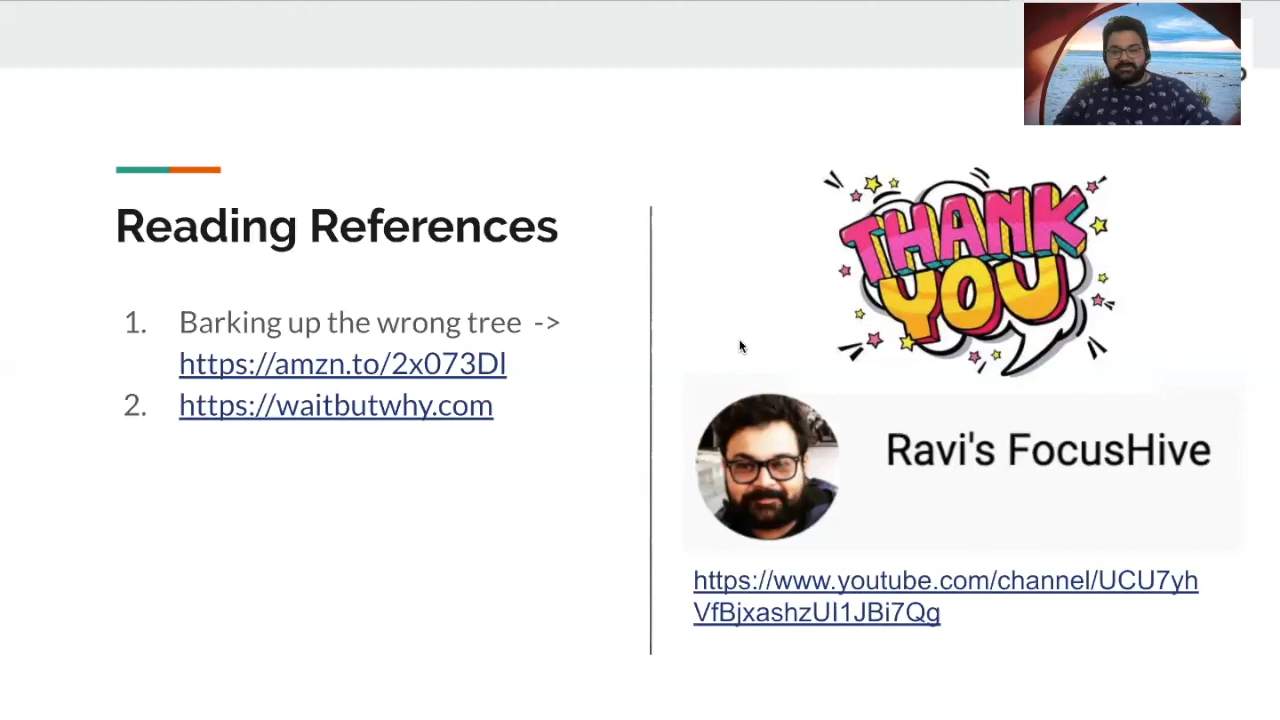 Reading References
1. Barking up the wrong tree ->
https://amzn.to/2x073Dl
2. https://waitbutwhy.com
THANK
YOU
Ravi's FocusHive
https://www.youtube.com/channel/UCU7yh
VfBjxashzUI1JBi7Qg